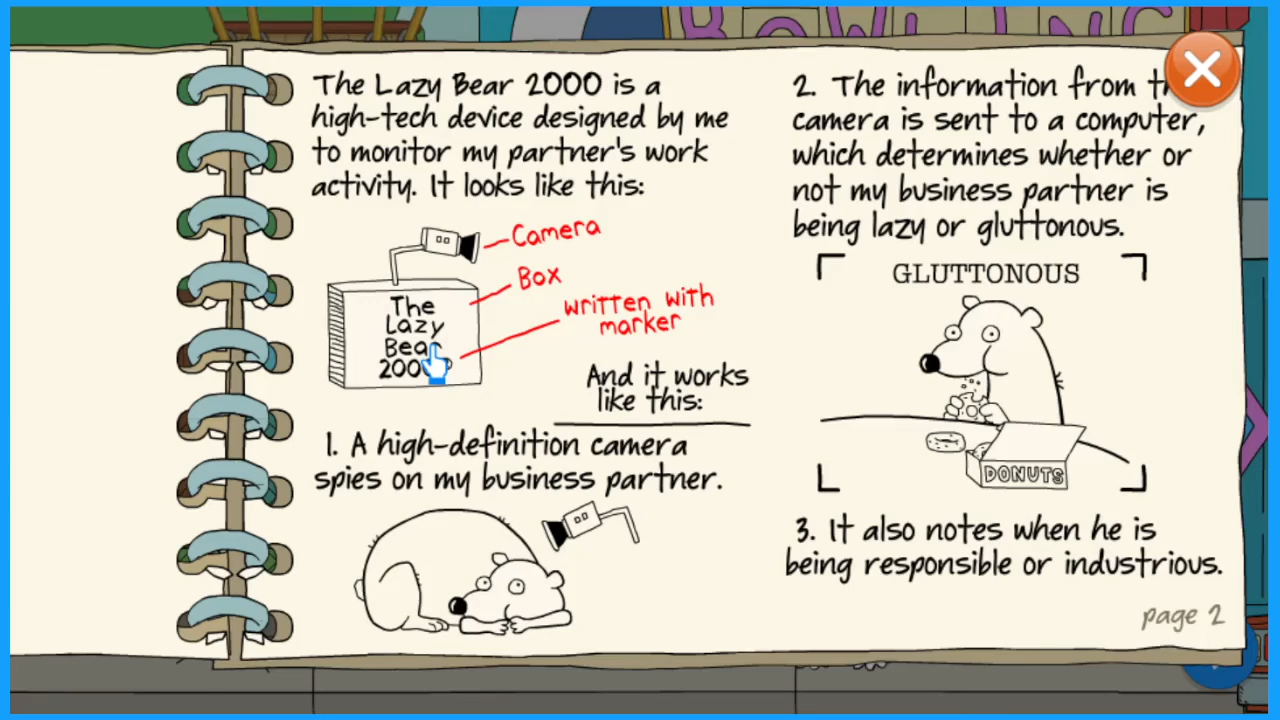 BOWLING
The Lazy Bear 2000 is a
high-tech device designed by me
to monitor my partner's work
activity. It looks like this:
Camera
Box
written with
marker
The
Lazy
Bear
And it works
like this:
1. A high-definition camera
spies on my business partner.
2. The information from
camera is sent to a computer,
which determines whether or
not my business partner is
being lazy or gluttonous.
GLUTTONOUS
DONUTS
3. It also notes when he is
being responsible or industrious.
page 2